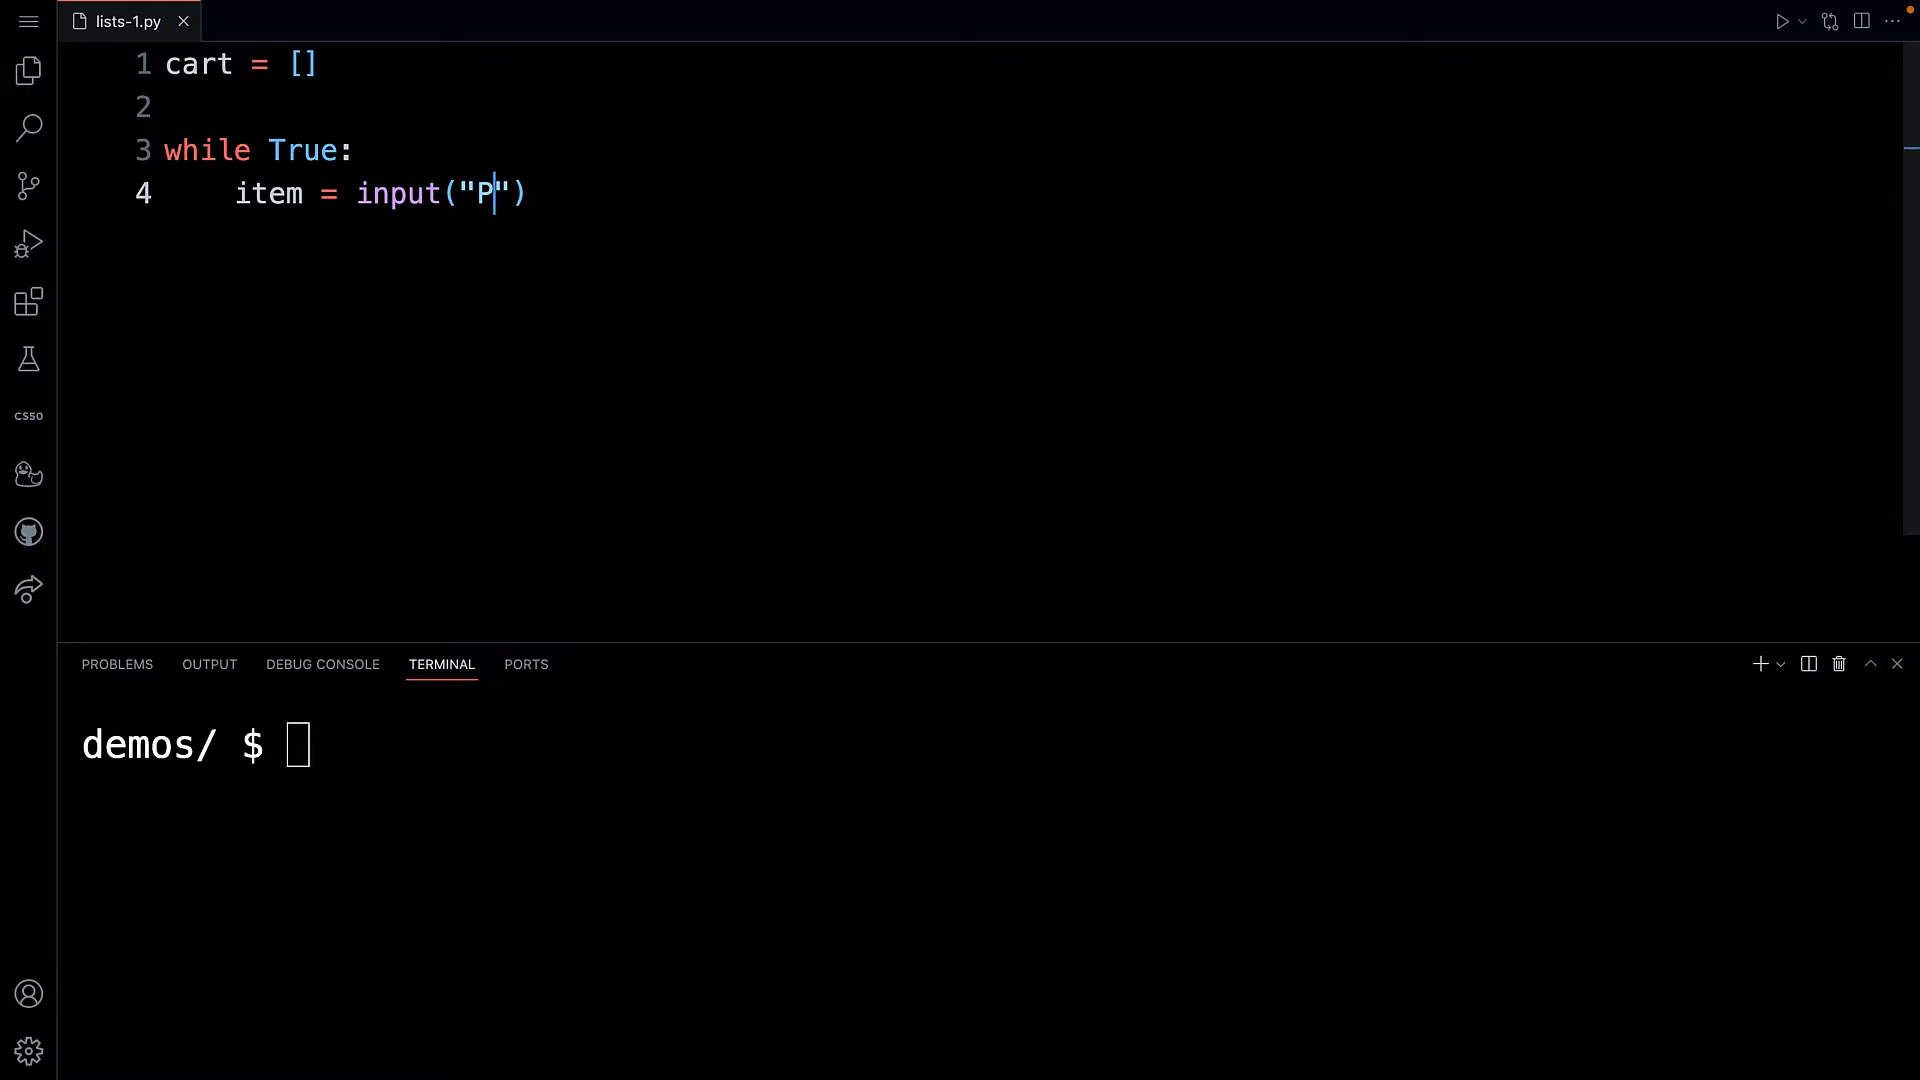 lists-1.py
1 cart = []
2
3 while True:
4     item = input("P")
CS50
PROBLEMS OUTPUT DEBUG CONSOLE TERMINAL PORTS
demos/ $